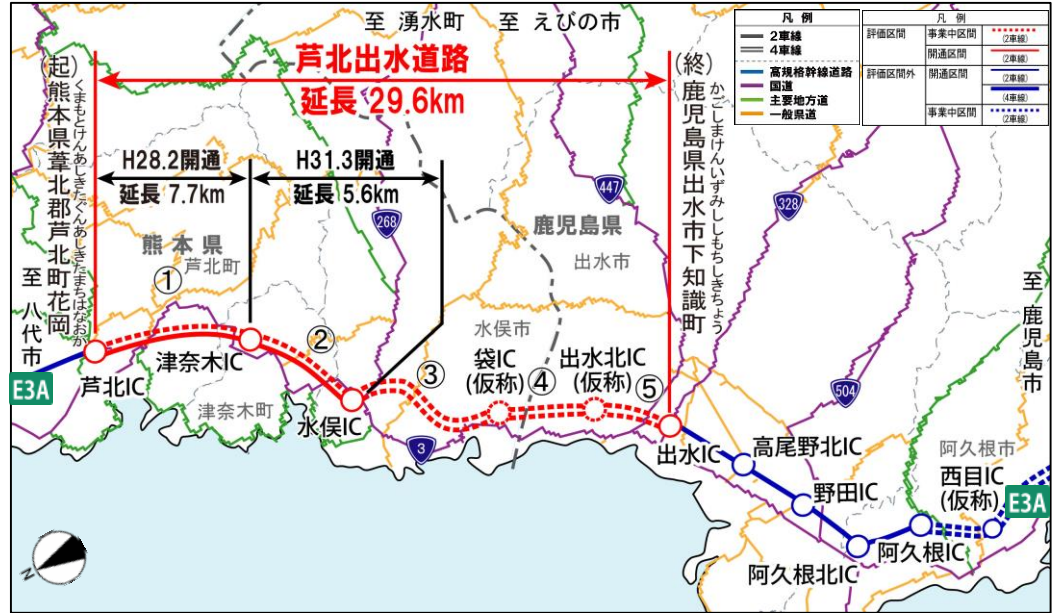 至 湧水町
至 えびの市
凡 例
2車線
4車線
高規格幹線道路
国道
主要地方道
一般県道
凡 例
評価区間
事業中区間
(2車線)
開通区間
(2車線)
評価区間外
開通区間
(2車線)
(4車線)
事業中区間
(2車線)
芦北出水道路
延長 29.6km
(起)熊本県葦北郡芦北町花岡
くまもとけんあしきたぐんあしきたまちはなおか
(終)鹿児島県出水市下知識町
かごしまけんいずみししもちしきちょう
H28.2開通
延長 7.7km
H31.3開通
延長 5.6km
268
447
328
熊本県
芦北町
鹿児島県
出水市
至 八代市
至 鹿児島市
①
②
③
④
⑤
水俣市
津奈木町
阿久根市
E3A
芦北IC
津奈木IC
水俣IC
袋IC
(仮称)
出水北IC
(仮称)
出水IC
3
504
高尾野北IC
野田IC
阿久根北IC
阿久根IC
西目IC
(仮称)
E3A
N